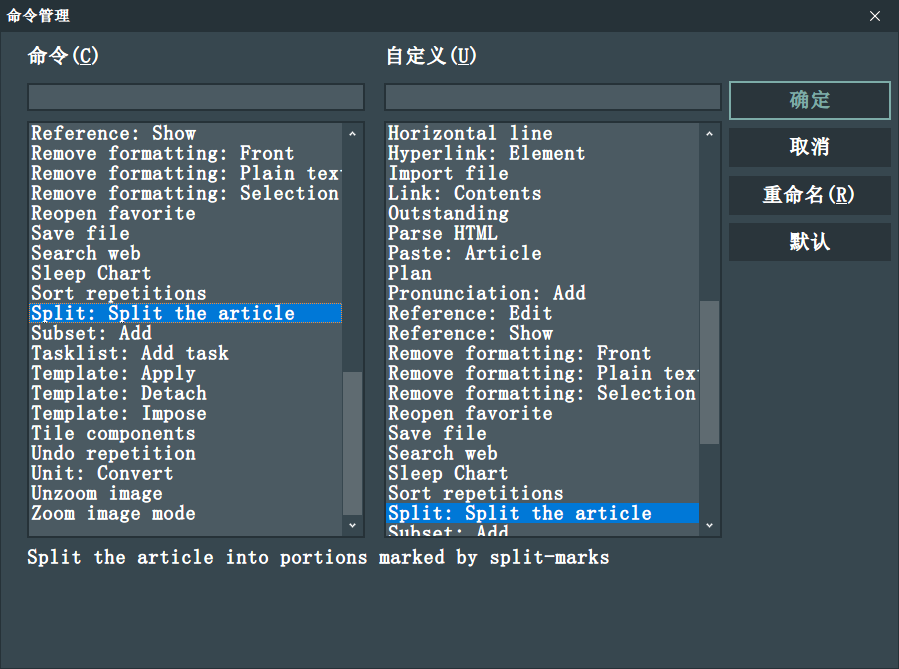 命令管理
命令(C)
自定义(U)
确定
取消
重命名(R)
默认
Reference: Show
Remove formatting: Front
Remove formatting: Plain tex
Remove formatting: Selection
Reopen favorite
Save file
Search web
Sleep Chart
Sort repetitions
Split: Split the article
Subset: Add
Tasklist: Add task
Template: Apply
Template: Detach
Template: Impose
Tile components
Undo repetition
Unit: Convert
Unzoom image
Zoom image mode
Horizontal line
Hyperlink: Element
Import file
Link: Contents
Outstanding
Parse HTML
Paste: Article
Plan
Pronunciation: Add
Reference: Edit
Reference: Show
Remove formatting: Front
Remove formatting: Plain tex
Remove formatting: Selection
Reopen favorite
Save file
Search web
Sleep Chart
Sort repetitions
Split: Split the article
Subset: Add
Split the article into portions marked by split-marks